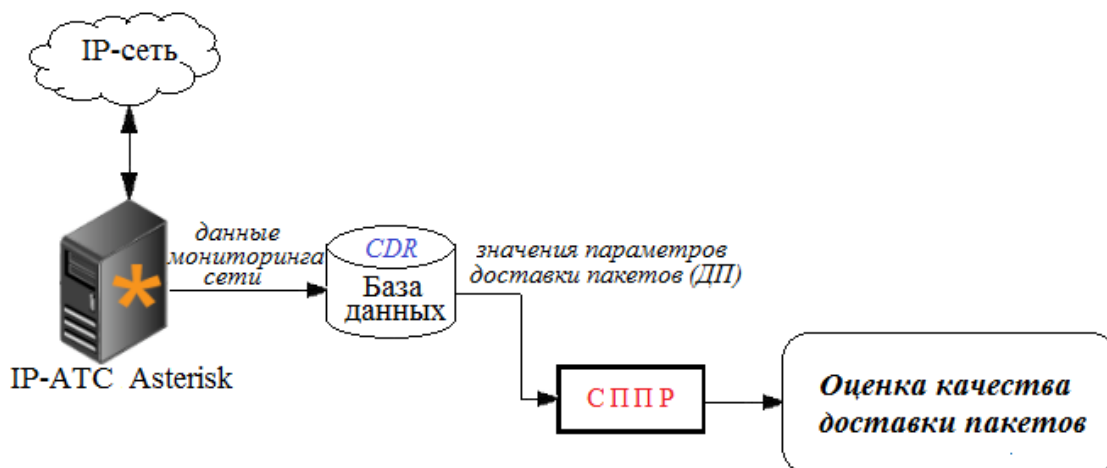 IP-сеть
данные
мониторинга
сети
CDR
База
данных
значения параметров
доставки пакетов (ДП)
IP-АТС Asterisk
СППР
Оценка качества
доставки пакетов